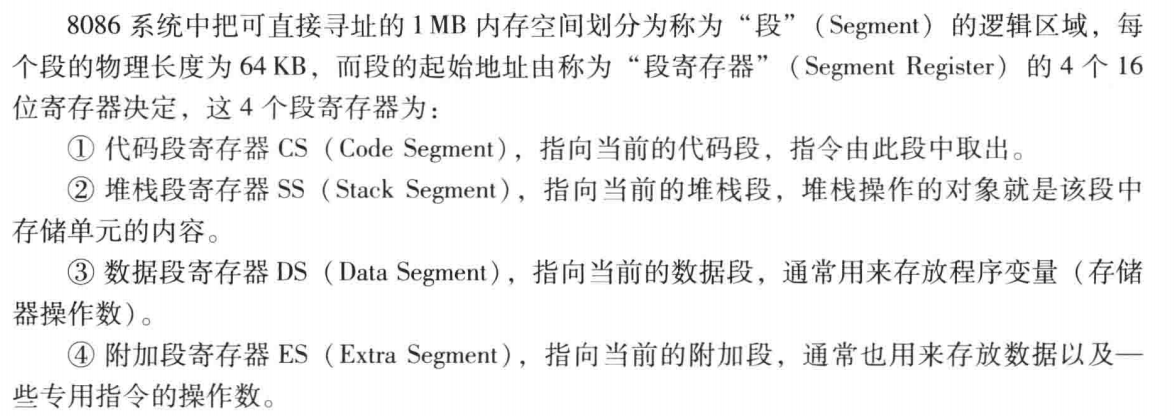 8086 系统中把可直接寻址的 1 MB 内存空间划分为称为“段”（Segment）的逻辑区域，每
个段的物理长度为 64 KB，而段的起始地址由称为“段寄存器”（Segment Register）的 4 个 16
位寄存器决定，这 4 个段寄存器为：
① 代码段寄存器 CS（Code Segment），指向当前的代码段，指令由此段中取出。
② 堆栈段寄存器 SS（Stack Segment），指向当前的堆栈段，堆栈操作的对象就是该段中
存储单元的内容。
③ 数据段寄存器 DS（Data Segment），指向当前的数据段，通常用来存放程序变量（存储
器操作数）。
④ 附加段寄存器 ES（Extra Segment），指向当前的附加段，通常也用来存放数据以及一
些专用指令的操作数。